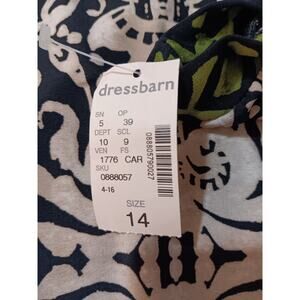 dressbarn
SN OP
5 39
DEPT SCL
10 9
VEN FS
1776 CAR
SKU
0888057
4-16
SIZE
14
088805790027